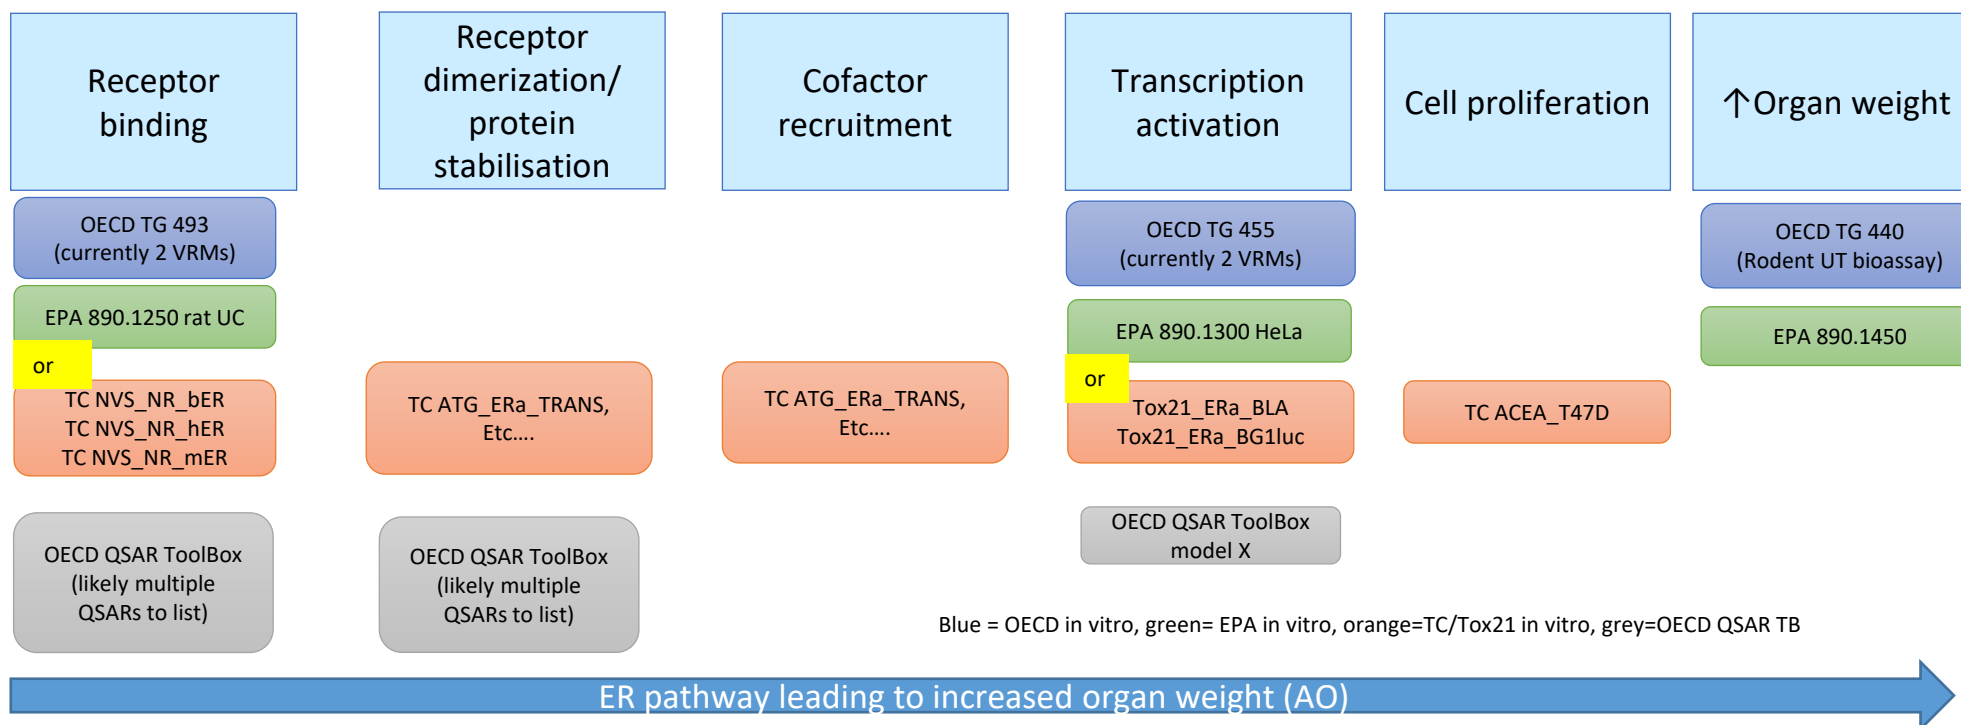 Receptor
binding
Receptor
dimerization/
protein
stabilisation
Cofactor
recruitment
Transcription
activation
Cell proliferation
↑Organ weight
OECD TG 493
(currently 2 VRMs)
OECD TG 455
(currently 2 VRMs)
OECD TG 440
(Rodent UT bioassay)
EPA 890.1250 rat UC
EPA 890.1300 HeLa
EPA 890.1450
or
or
TC NVS_NR_bER
TC NVS_NR_hER
TC NVS_NR_mER
TC ATG_ERa_TRANS,
Etc....
TC ATG_ERa_TRANS,
Etc....
Tox21_ERa_BLA
Tox21_ERa_BG1luc
TC ACEA_T47D
OECD QSAR ToolBox
(likely multiple
QSARs to list)
OECD QSAR ToolBox
(likely multiple
QSARs to list)
OECD QSAR ToolBox
model X
Blue = OECD in vitro, green= EPA in vitro, orange=TC/Tox21 in vitro, grey=OECD QSAR TB
ER pathway leading to increased organ weight (AO)